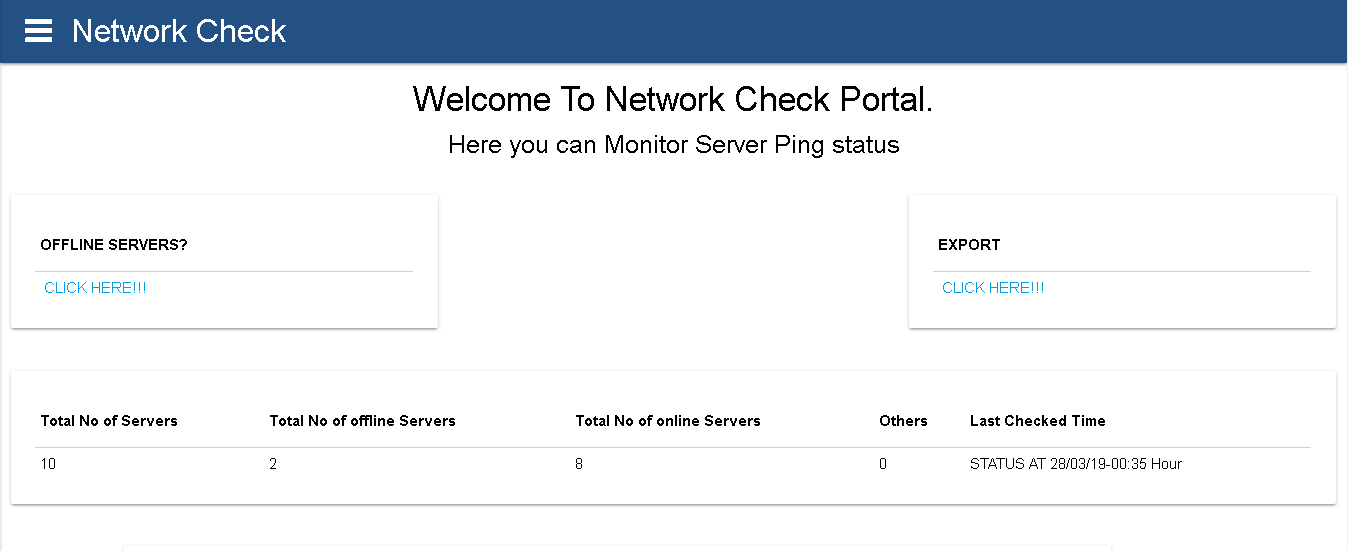 Network Check
Welcome To Network Check Portal.
Here you can Monitor Server Ping status
OFFLINE SERVERS?
CLICK HERE!!!
EXPORT
CLICK HERE!!!
Total No of Servers Total No of offline Servers Total No of online Servers Others Last Checked Time
10 2 8 0 STATUS AT 28/03/19-00:35 Hour